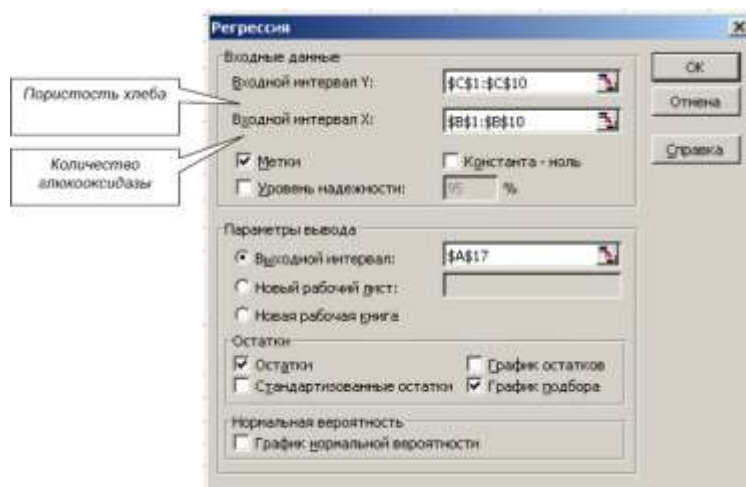 Регрессия
Входные данные
Входной интервал Y: $C$1:$C$10
Входной интервал X: $B$1:$B$10
Метки Константа - ноль
Уровень надежности: 95 %
OK
Отмена
Справка
Пористость хлеба
Количество
глюкооксидазы
Параметры вывода
Выходной интервал: $A$17
Новый рабочий лист:
Новая рабочая книга
Остатки
Остатки График остатков
Стандартизованные остатки График подбора
Нормальная вероятность
График нормальной вероятности